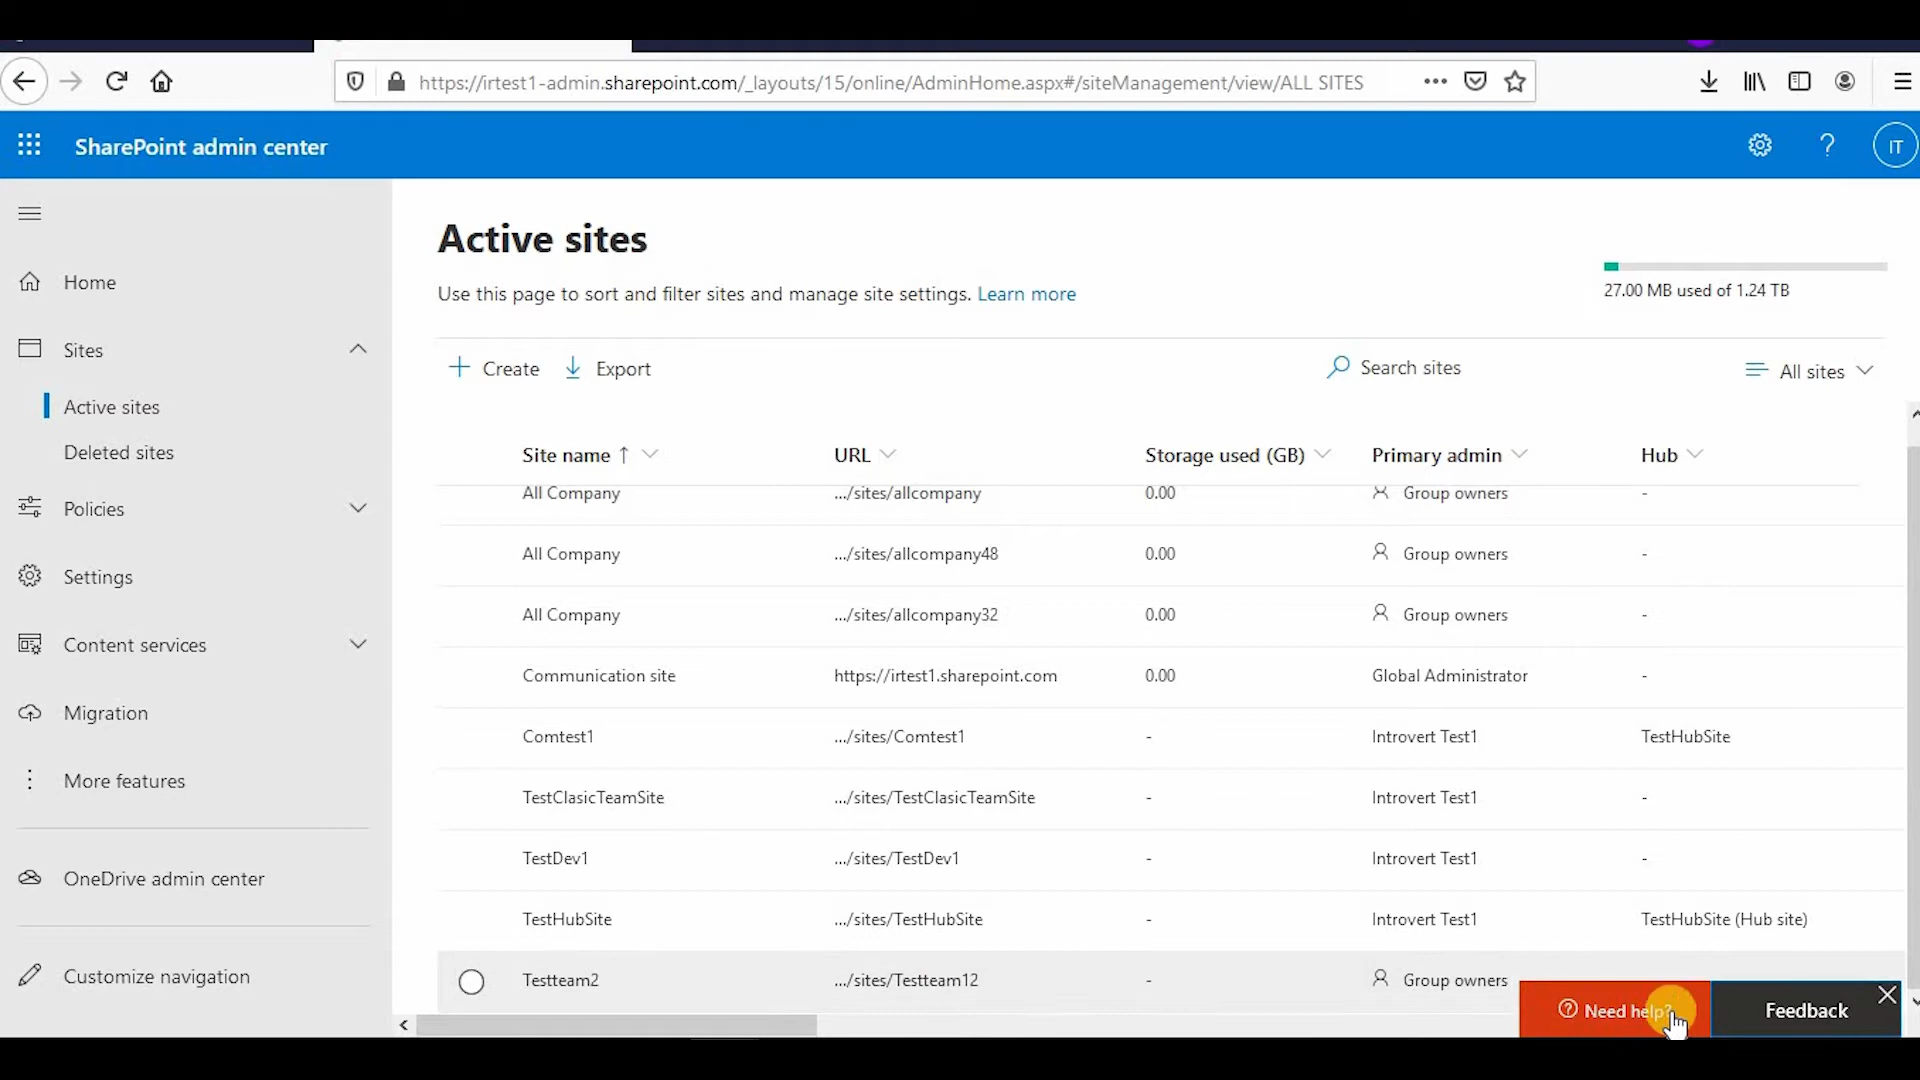 https://irtest1-admin.sharepoint.com/_layouts/15/online/AdminHome.aspx#/siteManagement/view/ALL SITES
SharePoint admin center
IT
Home
Sites
Active sites
Deleted sites
Policies
Settings
Content services
Migration
More features
OneDrive admin center
Customize navigation
Active sites
Use this page to sort and filter sites and manage site settings. Learn more
27.00 MB used of 1.24 TB
Create Export Search sites All sites
Site name ↑ URL Storage used (GB) Primary admin Hub
All Company .../sites/allcompany 0.00 Group owners -
All Company .../sites/allcompany48 0.00 Group owners -
All Company .../sites/allcompany32 0.00 Group owners -
Communication site https://irtest1.sharepoint.com 0.00 Global Administrator -
Comtest1 .../sites/Comtest1 - Introvert Test1 TestHubSite
TestClasicTeamSite .../sites/TestClasicTeamSite - Introvert Test1 -
TestDev1 .../sites/TestDev1 - Introvert Test1 -
TestHubSite .../sites/TestHubSite - Introvert Test1 TestHubSite (Hub site)
Testteam2 .../sites/Testteam12 - Group owners
Need help? Feedback